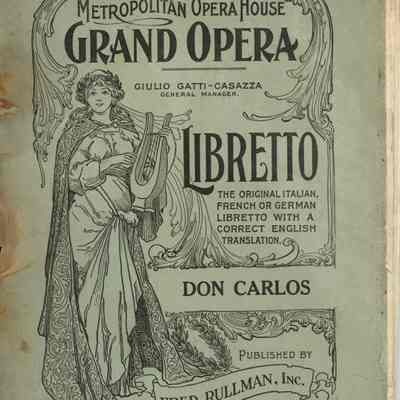 METROPOLITAN OPERA HOUSE
GRAND OPERA
GIULIO GATTI-CASAZZA
GENERAL MANAGER.
LIBRETTO
THE ORIGINAL ITALIAN,
FRENCH OR GERMAN
LIBRETTO WITH A
CORRECT ENGLISH
TRANSLATION.
DON CARLOS
PUBLISHED BY
FRED RULLMAN, INC.